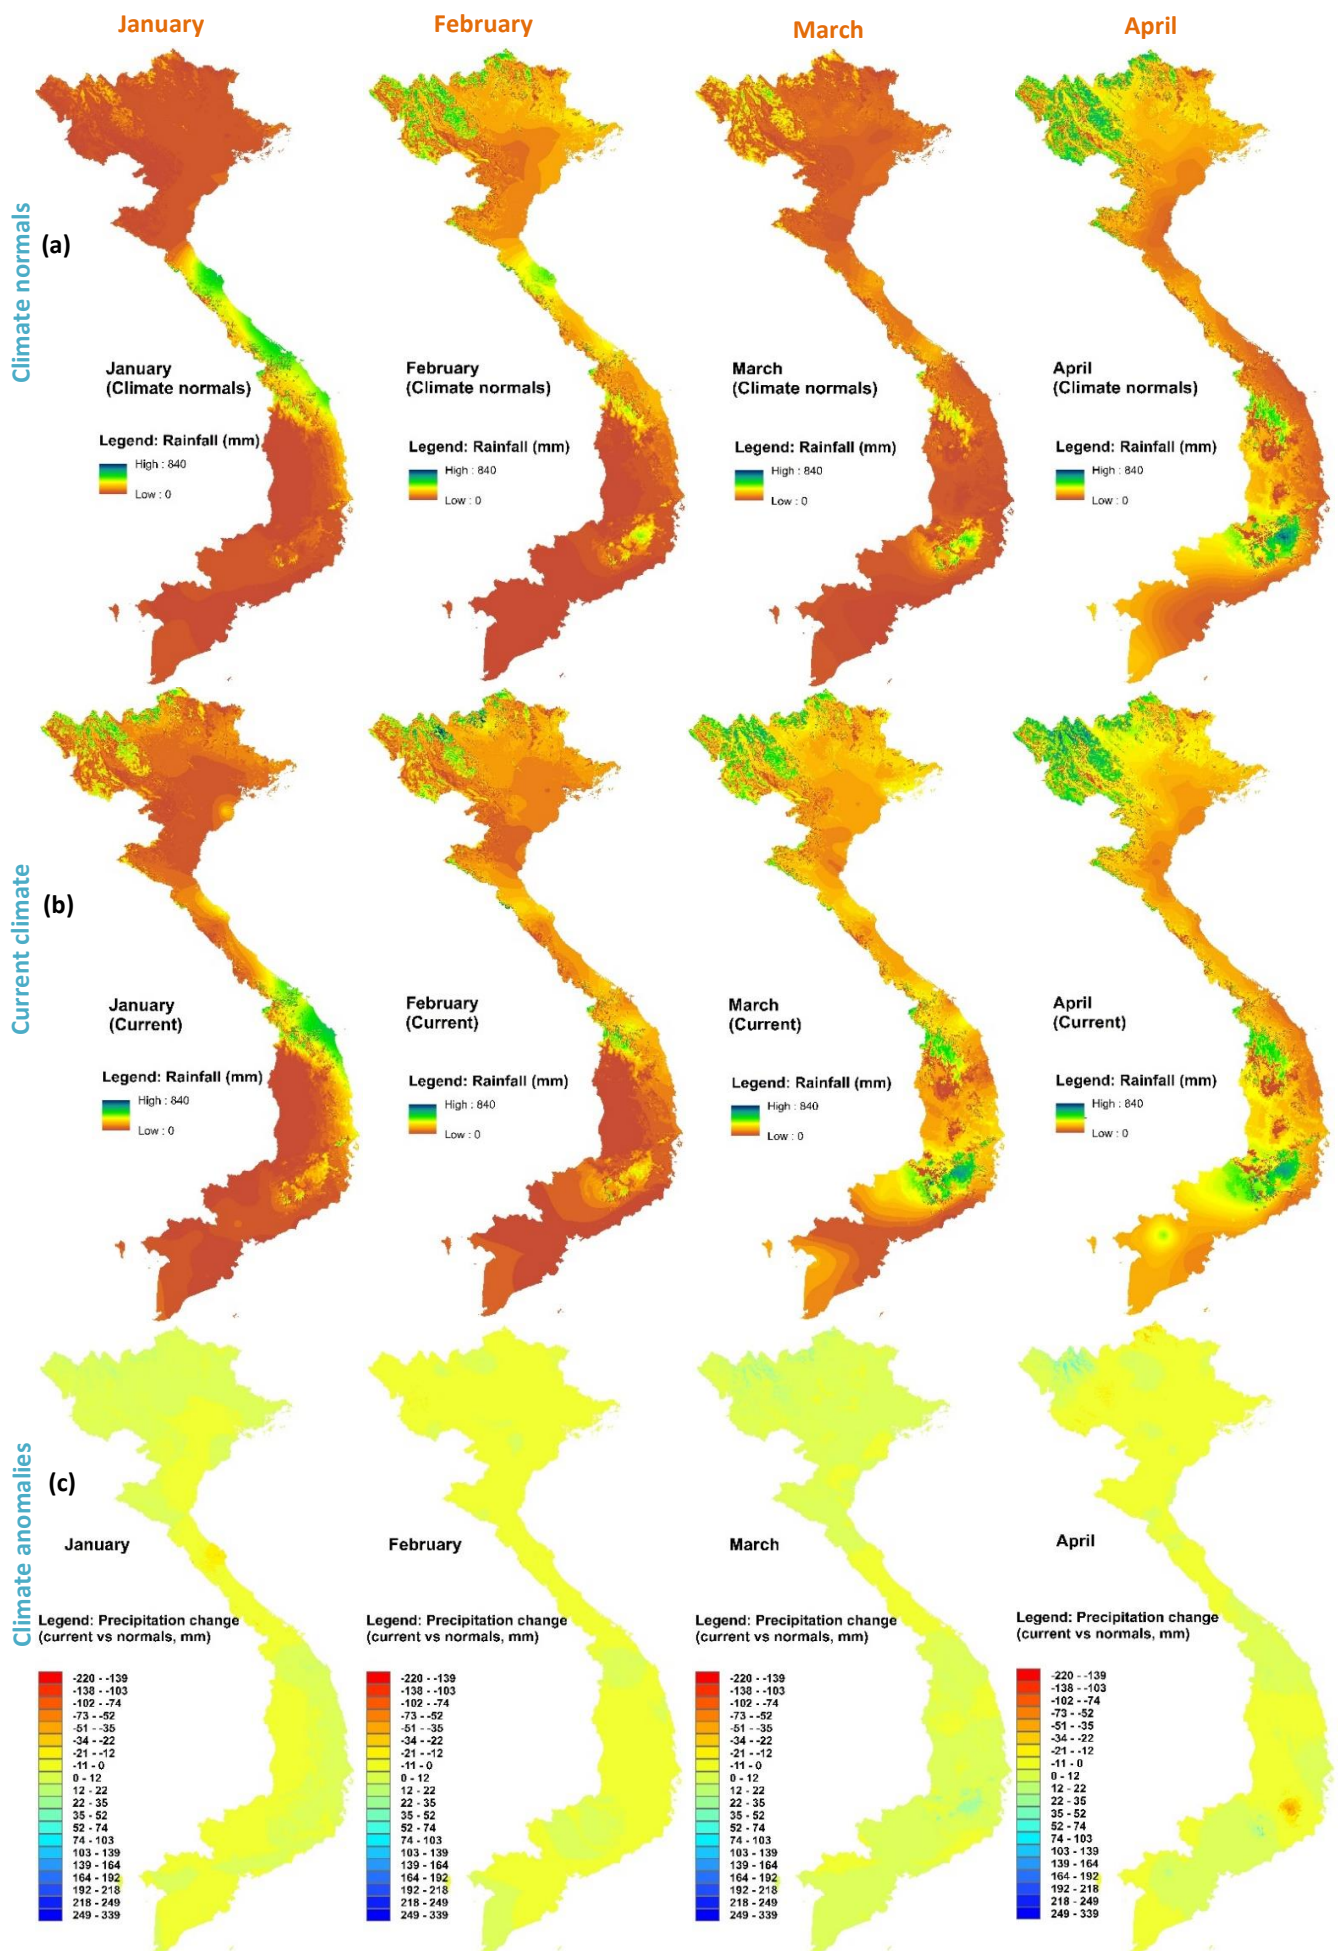 January
February
March
April
Climate normals
(a)
January
(Climate normals)
Legend: Rainfall (mm)
High : 840
Low : 0
February
(Climate normals)
Legend: Rainfall (mm)
High : 840
Low : 0
March
(Climate normals)
Legend: Rainfall (mm)
High : 840
Low : 0
April
(Climate normals)
Legend: Rainfall (mm)
High : 840
Low : 0
Current climate
(b)
January
(Current)
Legend: Rainfall (mm)
High : 840
Low : 0
February
(Current)
Legend: Rainfall (mm)
High : 840
Low : 0
March
(Current)
Legend: Rainfall (mm)
High : 840
Low : 0
April
(Current)
Legend: Rainfall (mm)
High : 840
Low : 0
Climate anomalies
(c)
January
Legend: Precipitation change
(current vs normals, mm)
-220 - -139
-138 - -103
-102 - -74
-73 - -52
-51 - -35
-34 - -22
-21 - -12
-11 - 0
0 - 12
12 - 22
22 - 35
35 - 52
52 - 74
74 - 103
103 - 139
139 - 164
164 - 192
192 - 218
218 - 249
249 - 339
February
Legend: Precipitation change
(current vs normals, mm)
-220 - -139
-138 - -103
-102 - -74
-73 - -52
-51 - -35
-34 - -22
-21 - -12
-11 - 0
0 - 12
12 - 22
22 - 35
35 - 52
52 - 74
74 - 103
103 - 139
139 - 164
164 - 192
192 - 218
218 - 249
249 - 339
March
Legend: Precipitation change
(current vs normals, mm)
-220 - -139
-138 - -103
-102 - -74
-73 - -52
-51 - -35
-34 - -22
-21 - -12
-11 - 0
0 - 12
12 - 22
22 - 35
35 - 52
52 - 74
74 - 103
103 - 139
139 - 164
164 - 192
192 - 218
218 - 249
249 - 339
April
Legend: Precipitation change
(current vs normals, mm)
-220 - -139
-138 - -103
-102 - -74
-73 - -52
-51 - -35
-34 - -22
-21 - -12
-11 - 0
0 - 12
12 - 22
22 - 35
35 - 52
52 - 74
74 - 103
103 - 139
139 - 164
164 - 192
192 - 218
218 - 249
249 - 339